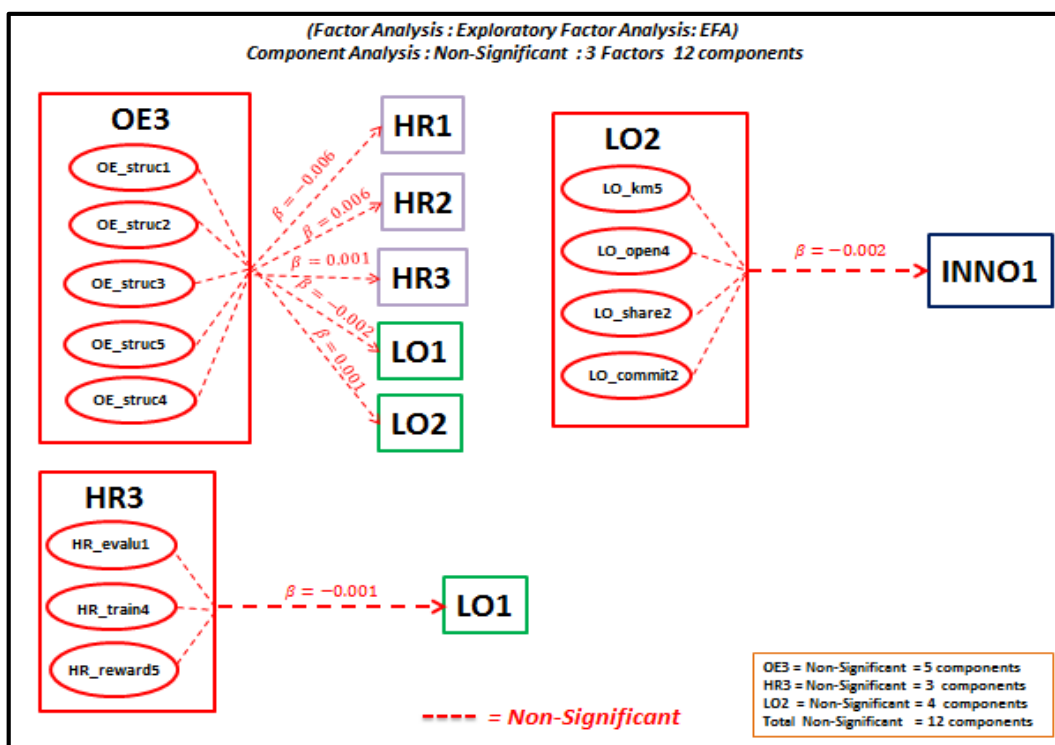 (Factor Analysis : Exploratory Factor Analysis: EFA)
Component Analysis : Non-Significant : 3 Factors 12 components
OE3
OE_struc1
OE_struc2
OE_struc3
OE_struc5
OE_struc4
β = −0.006
β = 0.006
β = 0.001
β = −0.002
β = 0.001
HR1
HR2
HR3
LO1
LO2
LO2
LO_km5
LO_open4
LO_share2
LO_commit2
β = −0.002
INNO1
HR3
HR_evalu1
HR_train4
HR_reward5
β = −0.001
LO1
= Non-Significant
OE3 = Non-Significant = 5 components
HR3 = Non-Significant = 3 components
LO2 = Non-Significant = 4 components
Total Non-Significant = 12 components